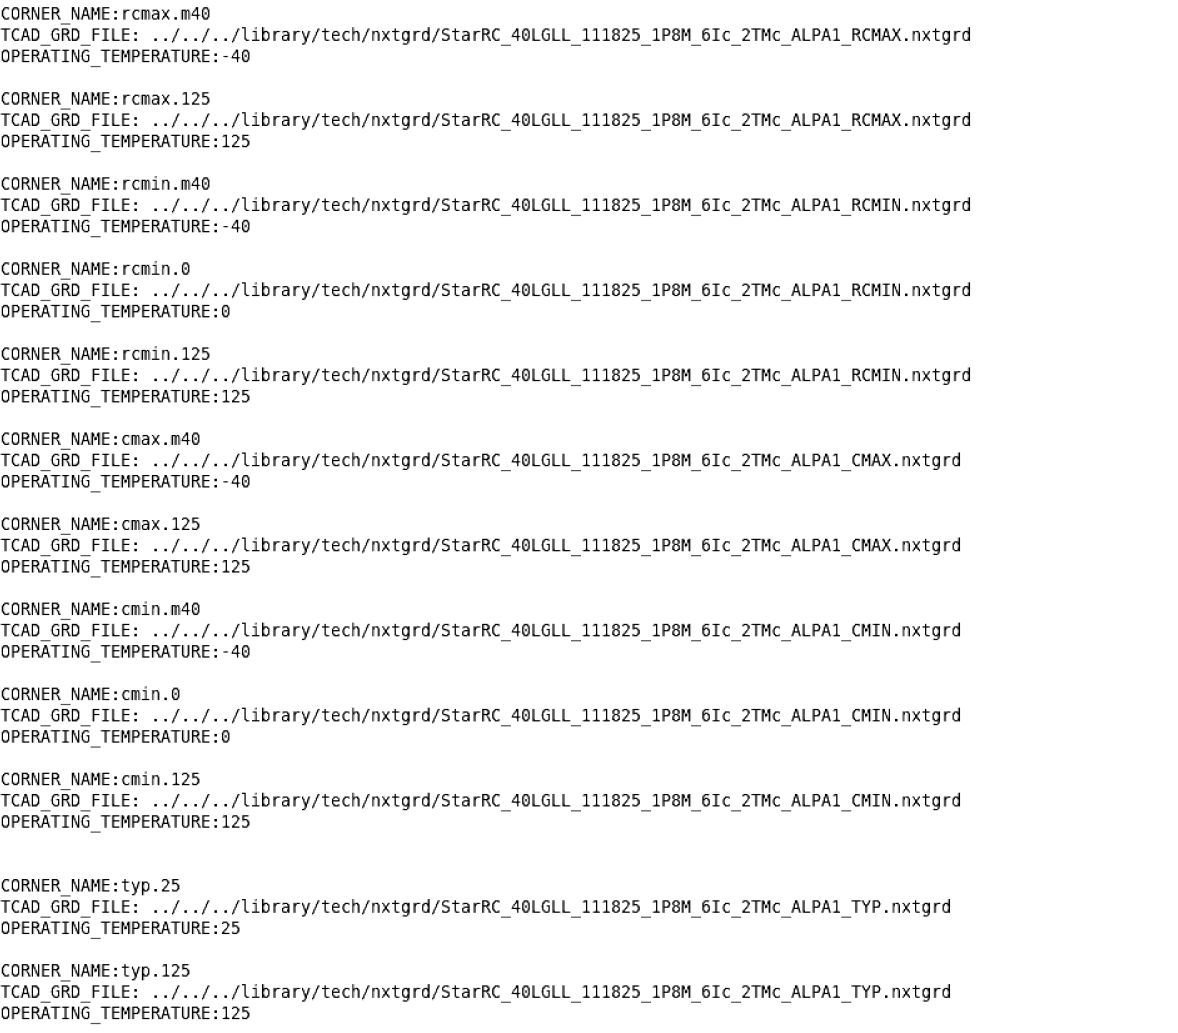 CORNER_NAME:rcmax.m40
TCAD_GRD_FILE: ../../../library/tech/nxtgrd/StarRC_40LGLL_111825_1P8M_6Ic_2TMc_ALPA1_RCMAX.nxtgrd
OPERATING_TEMPERATURE:-40
CORNER_NAME:rcmax.125
TCAD_GRD_FILE: ../../../library/tech/nxtgrd/StarRC_40LGLL_111825_1P8M_6Ic_2TMc_ALPA1_RCMAX.nxtgrd
OPERATING_TEMPERATURE:125
CORNER_NAME:rcmin.m40
TCAD_GRD_FILE: ../../../library/tech/nxtgrd/StarRC_40LGLL_111825_1P8M_6Ic_2TMc_ALPA1_RCMIN.nxtgrd
OPERATING_TEMPERATURE:-40
CORNER_NAME:rcmin.0
TCAD_GRD_FILE: ../../../library/tech/nxtgrd/StarRC_40LGLL_111825_1P8M_6Ic_2TMc_ALPA1_RCMIN.nxtgrd
OPERATING_TEMPERATURE:0
CORNER_NAME:rcmin.125
TCAD_GRD_FILE: ../../../library/tech/nxtgrd/StarRC_40LGLL_111825_1P8M_6Ic_2TMc_ALPA1_RCMIN.nxtgrd
OPERATING_TEMPERATURE:125
CORNER_NAME:cmax.m40
TCAD_GRD_FILE: ../../../library/tech/nxtgrd/StarRC_40LGLL_111825_1P8M_6Ic_2TMc_ALPA1_CMAX.nxtgrd
OPERATING_TEMPERATURE:-40
CORNER_NAME:cmax.125
TCAD_GRD_FILE: ../../../library/tech/nxtgrd/StarRC_40LGLL_111825_1P8M_6Ic_2TMc_ALPA1_CMAX.nxtgrd
OPERATING_TEMPERATURE:125
CORNER_NAME:cmin.m40
TCAD_GRD_FILE: ../../../library/tech/nxtgrd/StarRC_40LGLL_111825_1P8M_6Ic_2TMc_ALPA1_CMIN.nxtgrd
OPERATING_TEMPERATURE:-40
CORNER_NAME:cmin.0
TCAD_GRD_FILE: ../../../library/tech/nxtgrd/StarRC_40LGLL_111825_1P8M_6Ic_2TMc_ALPA1_CMIN.nxtgrd
OPERATING_TEMPERATURE:0
CORNER_NAME:cmin.125
TCAD_GRD_FILE: ../../../library/tech/nxtgrd/StarRC_40LGLL_111825_1P8M_6Ic_2TMc_ALPA1_CMIN.nxtgrd
OPERATING_TEMPERATURE:125
CORNER_NAME:typ.25
TCAD_GRD_FILE: ../../../library/tech/nxtgrd/StarRC_40LGLL_111825_1P8M_6Ic_2TMc_ALPA1_TYP.nxtgrd
OPERATING_TEMPERATURE:25
CORNER_NAME:typ.125
TCAD_GRD_FILE: ../../../library/tech/nxtgrd/StarRC_40LGLL_111825_1P8M_6Ic_2TMc_ALPA1_TYP.nxtgrd
OPERATING_TEMPERATURE:125